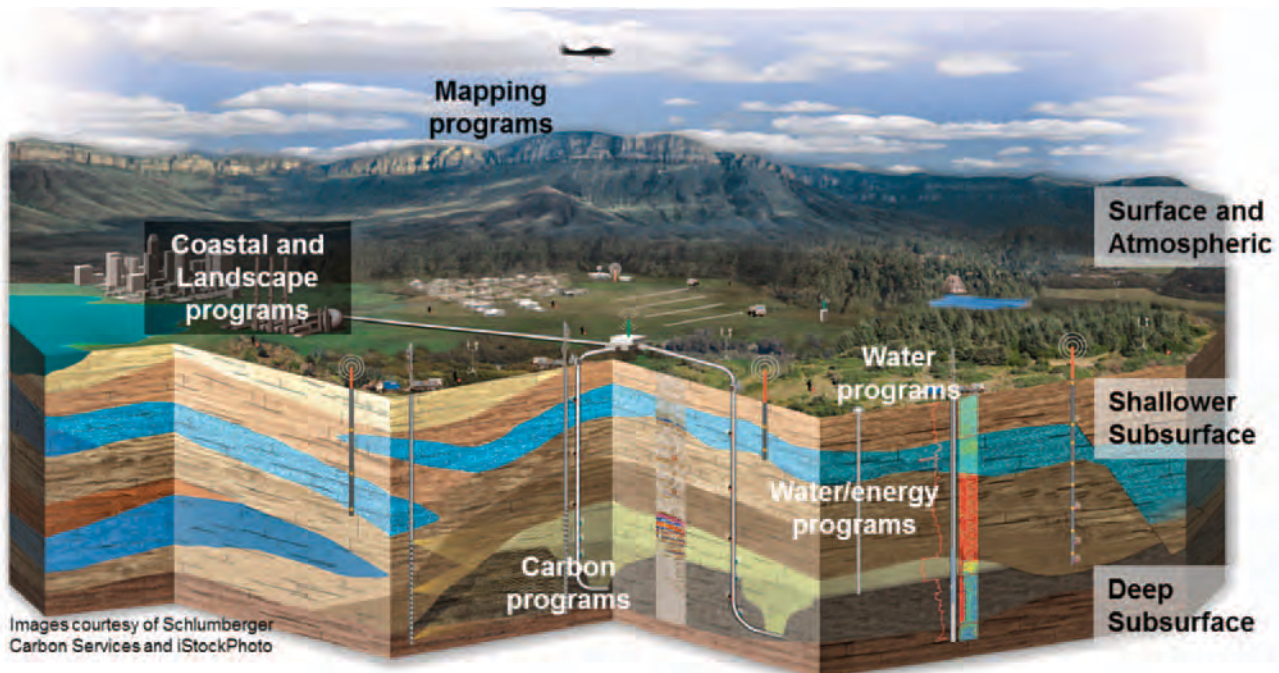 Mapping
programs
Coastal and
Landscape
programs
Surface and
Atmospheric
Water
programs
Shallower
Subsurface
Water/energy
programs
Carbon
programs
Deep
Subsurface
Images courtesy of Schlumberger
Carbon Services and iStockPhoto